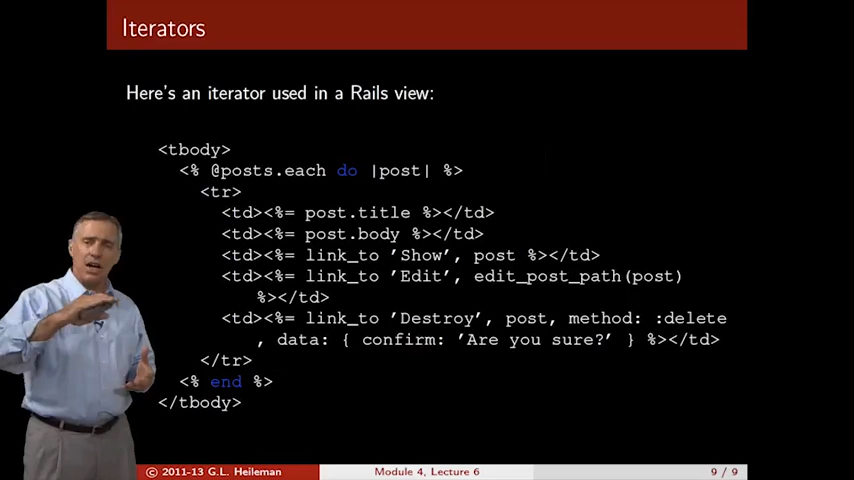 Iterators
Here's an iterator used in a Rails view:
<tbody>
<% @posts.each do |post| %>
<tr>
<td><%= post.title %></td>
<td><%= post.body %></td>
<td><%= link_to ’Show’, post %></td>
<td><%= link_to ’Edit’, edit_post_path(post)
%></td>
<td><%= link_to ’Destroy’, post, method: :delete
, data: { confirm: ’Are you sure?’ } %></td>
</tr>
<% end %>
</tbody>
© 2011-13 G.L. Heileman
Module 4, Lecture 6
9 / 9